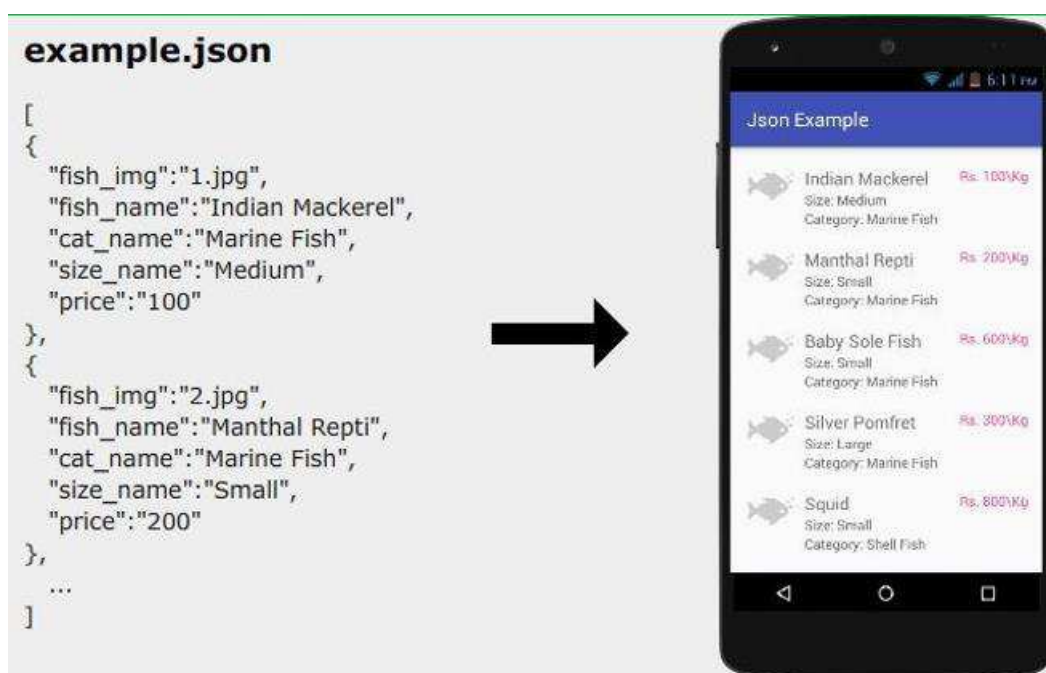 example.json
[
{
"fish_img":"1.jpg",
"fish_name":"Indian Mackerel",
"cat_name":"Marine Fish",
"size_name":"Medium",
"price":"100"
},
{
"fish_img":"2.jpg",
"fish_name":"Manthal Repti",
"cat_name":"Marine Fish",
"size_name":"Small",
"price":"200"
},
...
]
6:11 PM
Json Example
Indian Mackerel Rs. 100\Kg
Size: Medium
Category: Marine Fish
Manthal Repti Rs. 200\Kg
Size: Small
Category: Marine Fish
Baby Sole Fish Rs. 600\Kg
Size: Small
Category: Marine Fish
Silver Pomfret Rs. 300\Kg
Size: Large
Category: Marine Fish
Squid Rs. 800\Kg
Size: Small
Category: Shell Fish